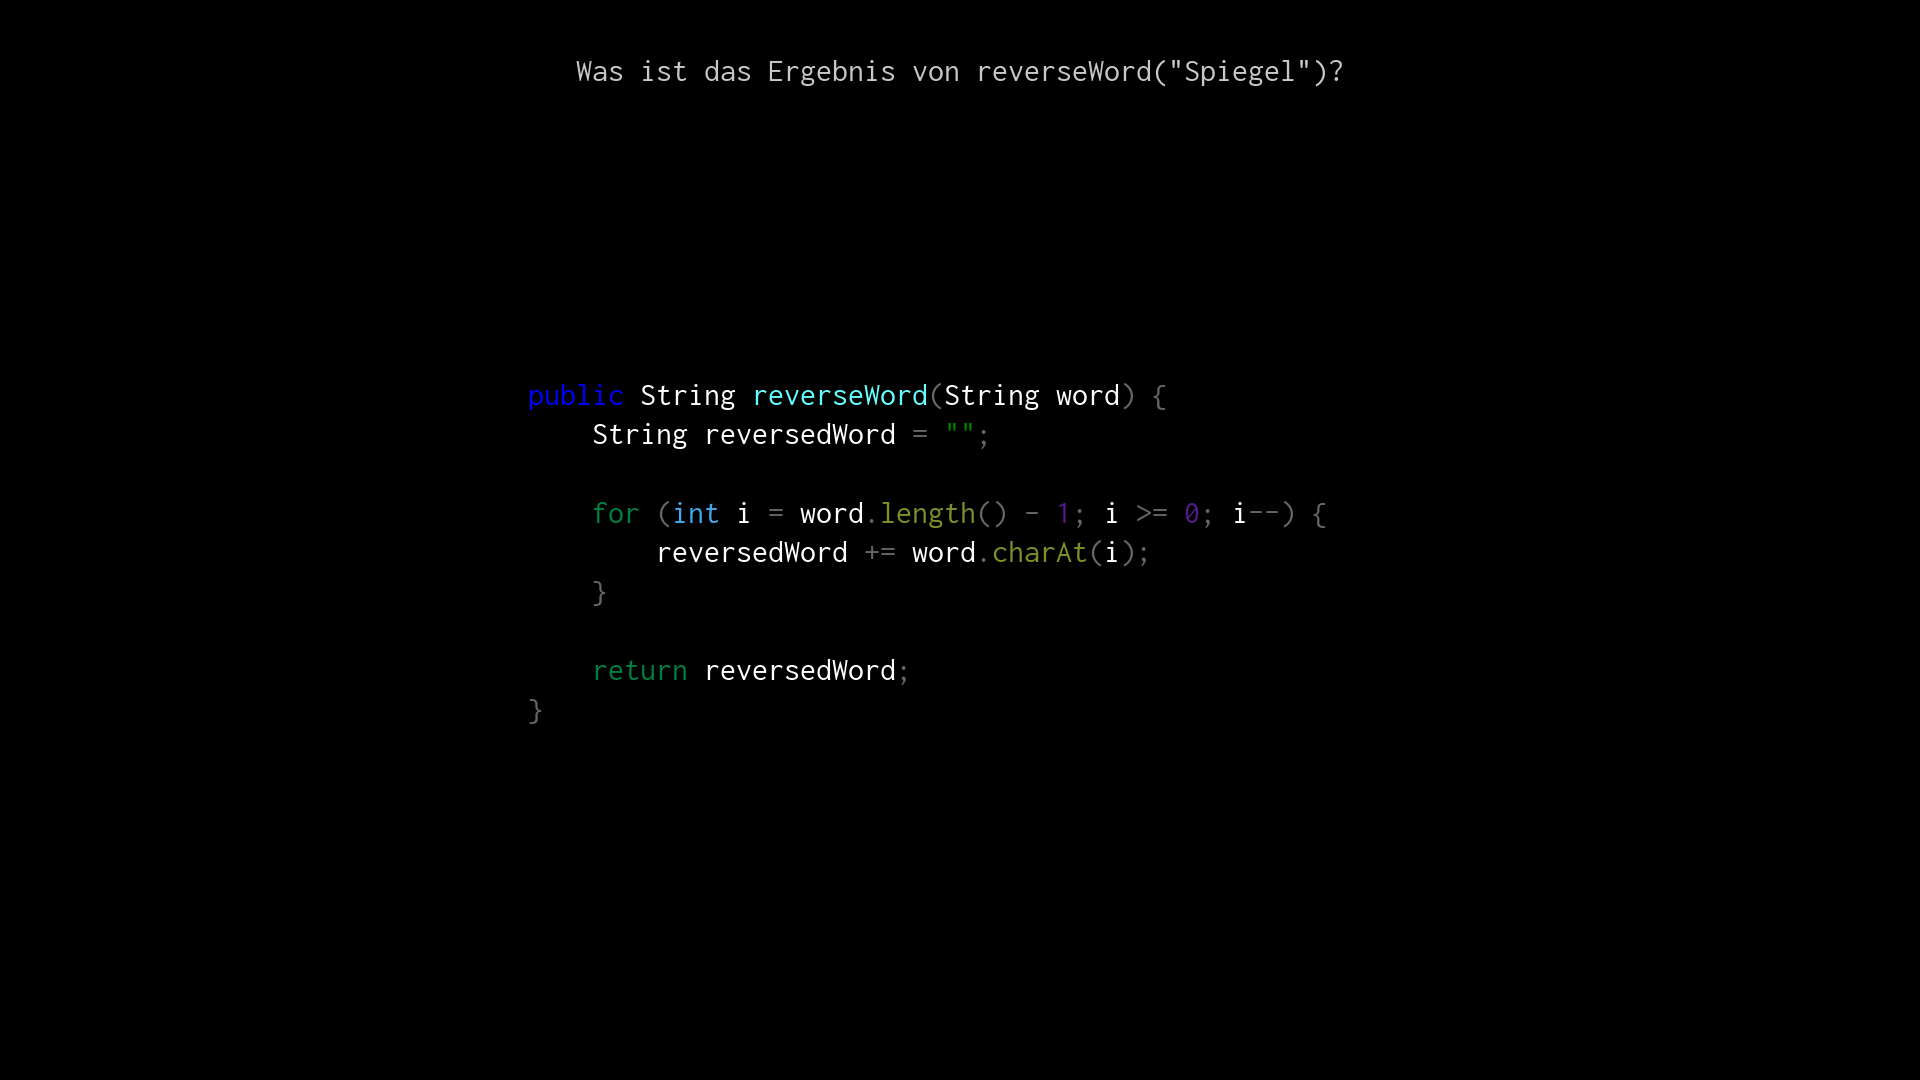 Was ist das Ergebnis von reverseWord("Spiegel")?
public String reverseWord(String word) {
    String reversedWord = "";
    for (int i = word.length() - 1; i >= 0; i--) {
        reversedWord += word.charAt(i);
    }
    return reversedWord;
}